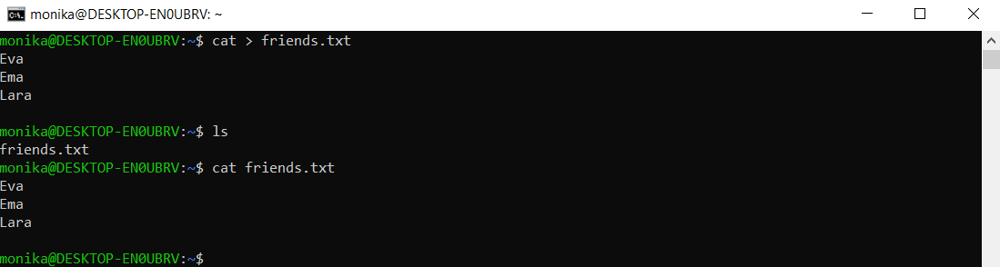 monika@DESKTOP-EN0UBRV: ~
monika@DESKTOP-EN0UBRV:~$ cat > friends.txt
Eva
Ema
Lara
monika@DESKTOP-EN0UBRV:~$ ls
friends.txt
monika@DESKTOP-EN0UBRV:~$ cat friends.txt
Eva
Ema
Lara
monika@DESKTOP-EN0UBRV:~$